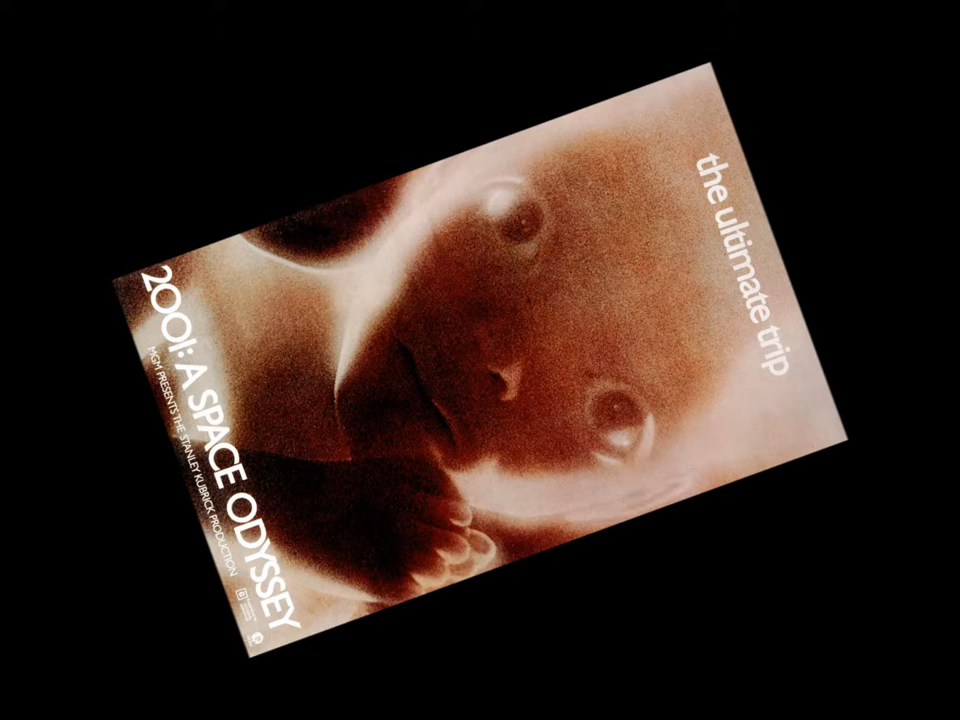 the ultimate trip
2001: A SPACE ODYSSEY
MGM PRESENTS THE STANLEY KUBRICK PRODUCTION
G